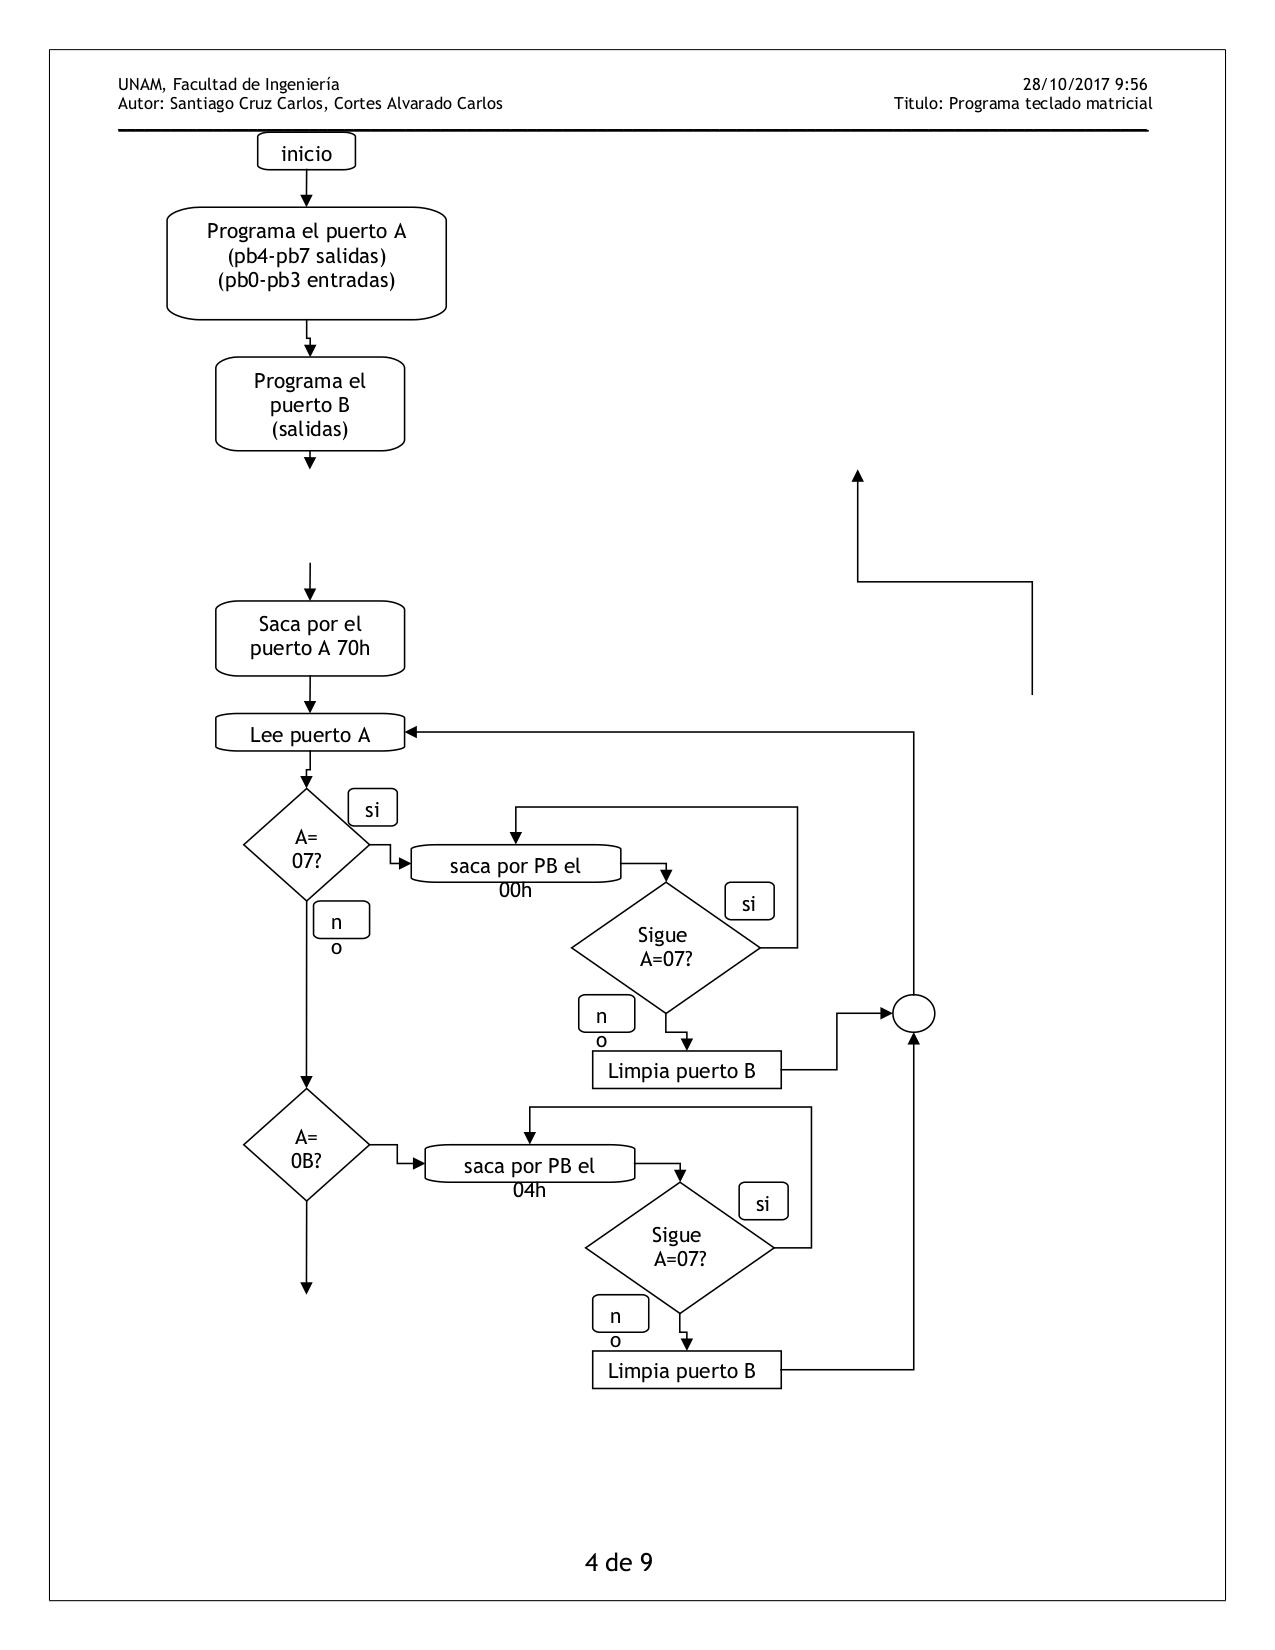 UNAM, Facultad de Ingeniería 28/10/2017 9:56
Autor: Santiago Cruz Carlos, Cortes Alvarado Carlos Titulo: Programa teclado matricial
inicio
Programa el puerto A
(pb4-pb7 salidas)
(pb0-pb3 entradas)
Programa el
puerto B
(salidas)
Saca por el
puerto A 70h
Lee puerto A
si
A=
07?
saca por PB el
00h
n
o
si
Sigue
A=07?
n
o
Limpia puerto B
A=
0B?
saca por PB el
04h
si
Sigue
A=07?
n
o
Limpia puerto B
4 de 9